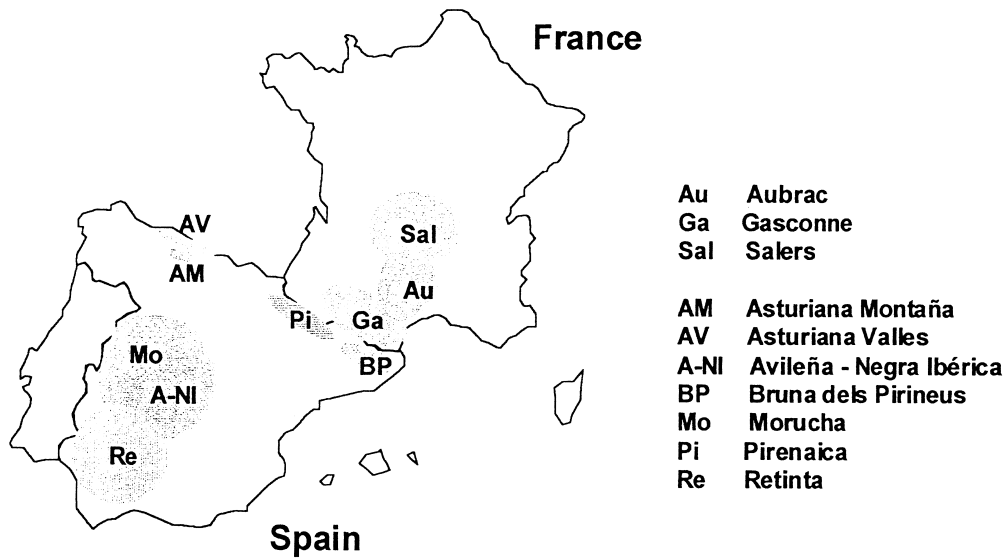 France
AV
Sal
AM
Au
Pi
Ga
Mo
BP
A-NI
Re
Spain
Au Aubrac
Ga Gasconne
Sal Salers
AM Asturiana Montaña
AV Asturiana Valles
A-NI Avileña - Negra Ibérica
BP Bruna dels Pirineus
Mo Morucha
Pi Pirenaica
Re Retinta